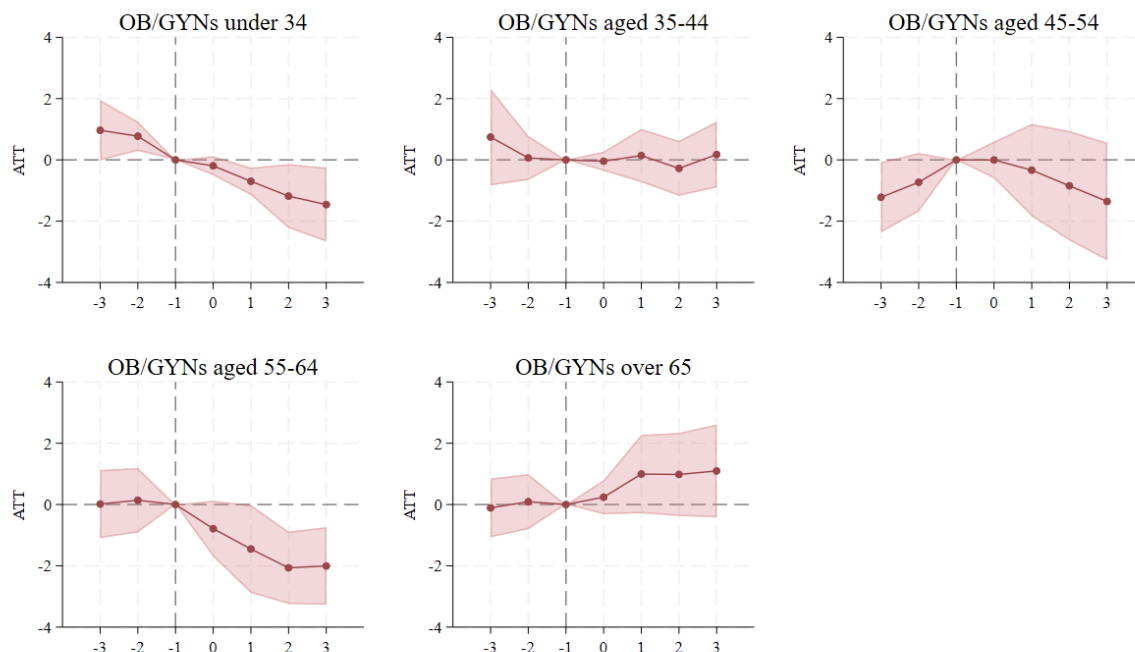 OB/GYNs under 34
4
2
0
-2
-4
ATT
-3 -2 -1 0 1 2 3
OB/GYNs aged 35-44
4
2
0
-2
-4
ATT
-3 -2 -1 0 1 2 3
OB/GYNs aged 45-54
4
2
0
-2
-4
ATT
-3 -2 -1 0 1 2 3
OB/GYNs aged 55-64
4
2
0
-2
-4
ATT
-3 -2 -1 0 1 2 3
OB/GYNs over 65
4
2
0
-2
-4
ATT
-3 -2 -1 0 1 2 3